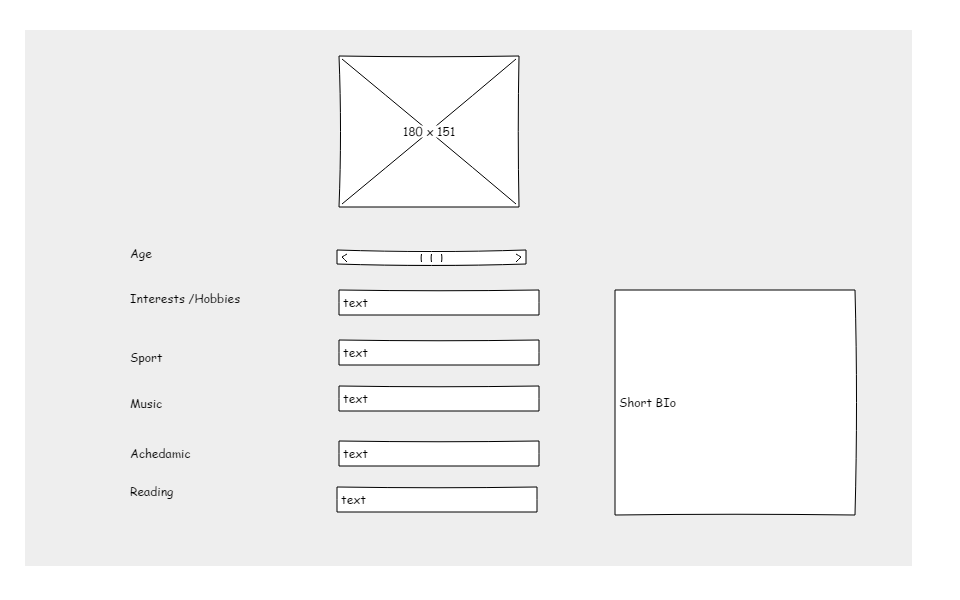 180 x 151
Age
Interests /Hobbies
text
Sport
text
Music
text
Short BIo
Achedamic
text
Reading
text